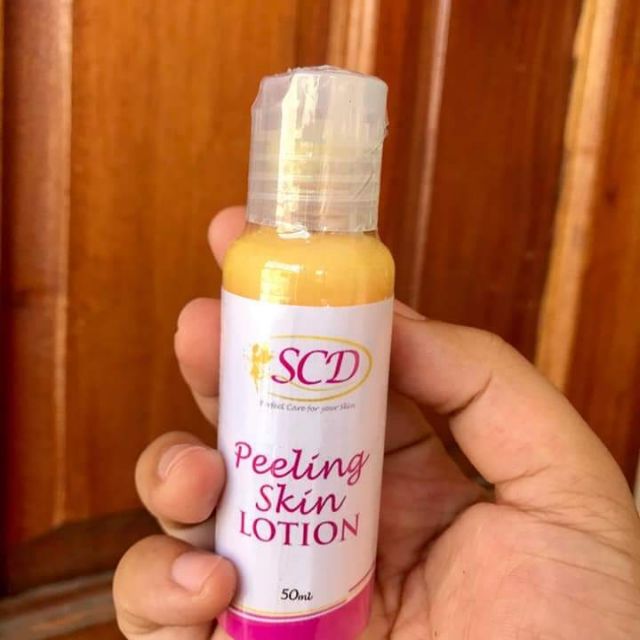 SCD
Perfect Care for your Skin
Peeling
Skin
LOTION
50ml